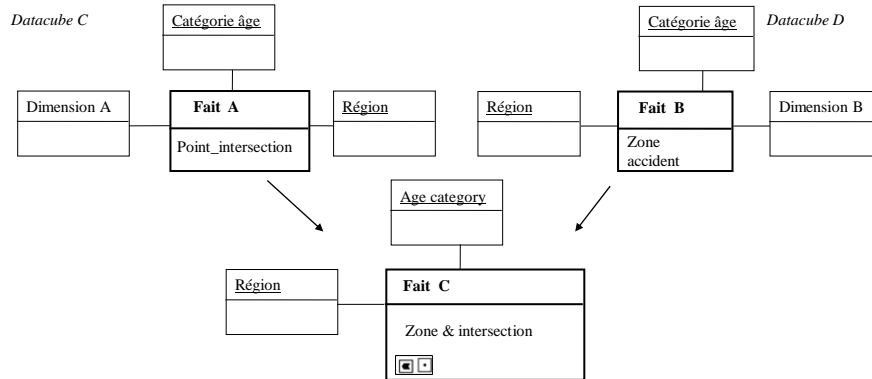 Datacube C
Catégorie âge
Catégorie âge
Datacube D
Dimension A
Fait A
Région
Région
Fait B
Dimension B
Point_intersection
Zone
accident
Age category
Région
Fait C
Zone & intersection